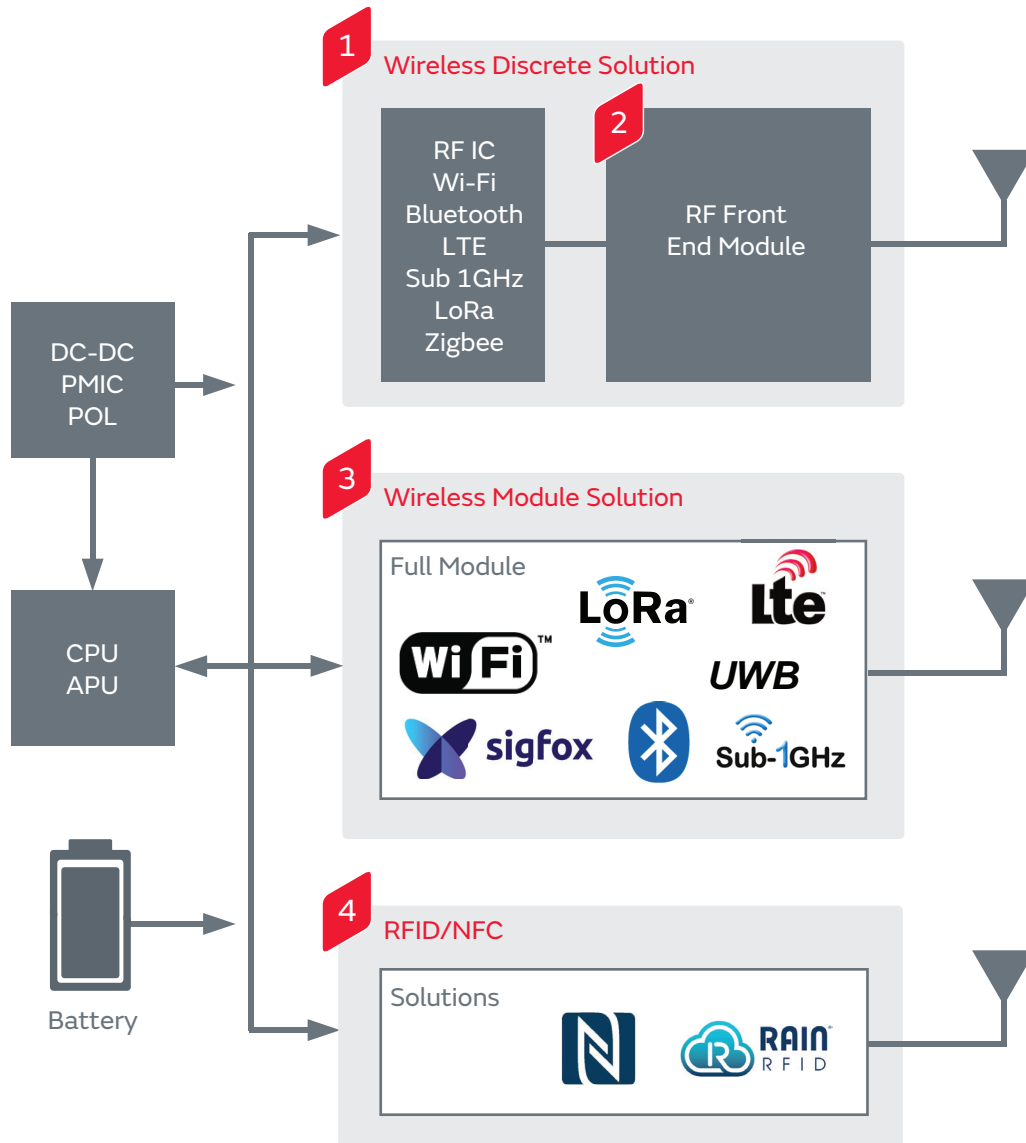 1
Wireless Discrete Solution
RF IC
Wi-Fi
Bluetooth
LTE
Sub 1GHz
LoRa
Zigbee
2
RF Front
End Module
DC-DC
PMIC
POL
CPU
APU
Battery
3
Wireless Module Solution
Full Module
LoRa®
Lte™
WiFi™
UWB
sigfox
Sub-1GHz
4
RFID/NFC
Solutions
N
R
RAIN
RFID